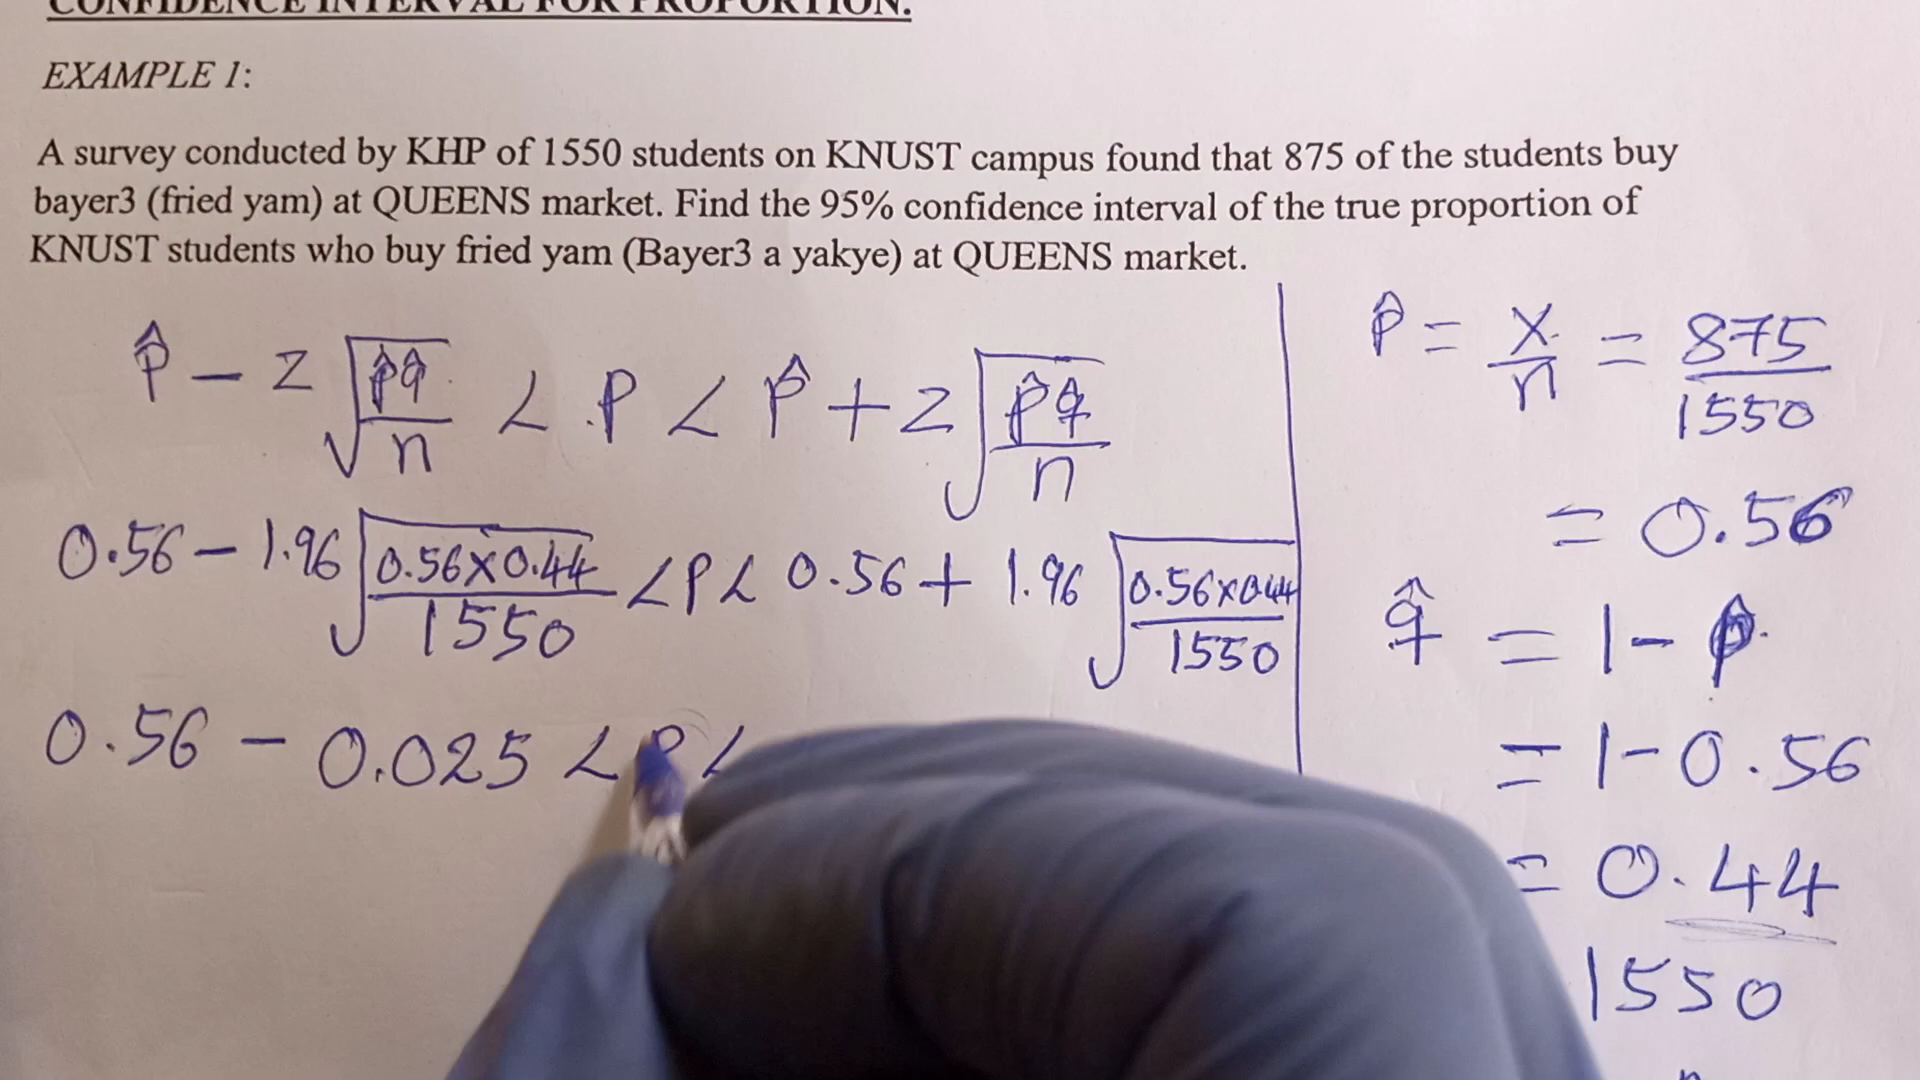 CONFIDENCE INTERVAL FOR PROPORTION.
EXAMPLE 1:
A survey conducted by KHP of 1550 students on KNUST campus found that 875 of the students buy
bayer3 (fried yam) at QUEENS market. Find the 95% confidence interval of the true proportion of
KNUST students who buy fried yam (Bayer3 a yakye) at QUEENS market.
p̂ - z √(p̂q̂/n) < P < p̂ + z √(p̂q̂/n)
0.56 - 1.96 √(0.56×0.44/1550) < P < 0.56 + 1.96 √(0.56×0.44/1550)
0.56 - 0.025 < P <
p̂ = x/n = 875/1550
= 0.56
q̂ = 1 - p̂
= 1 - 0.56
= 0.44
1550